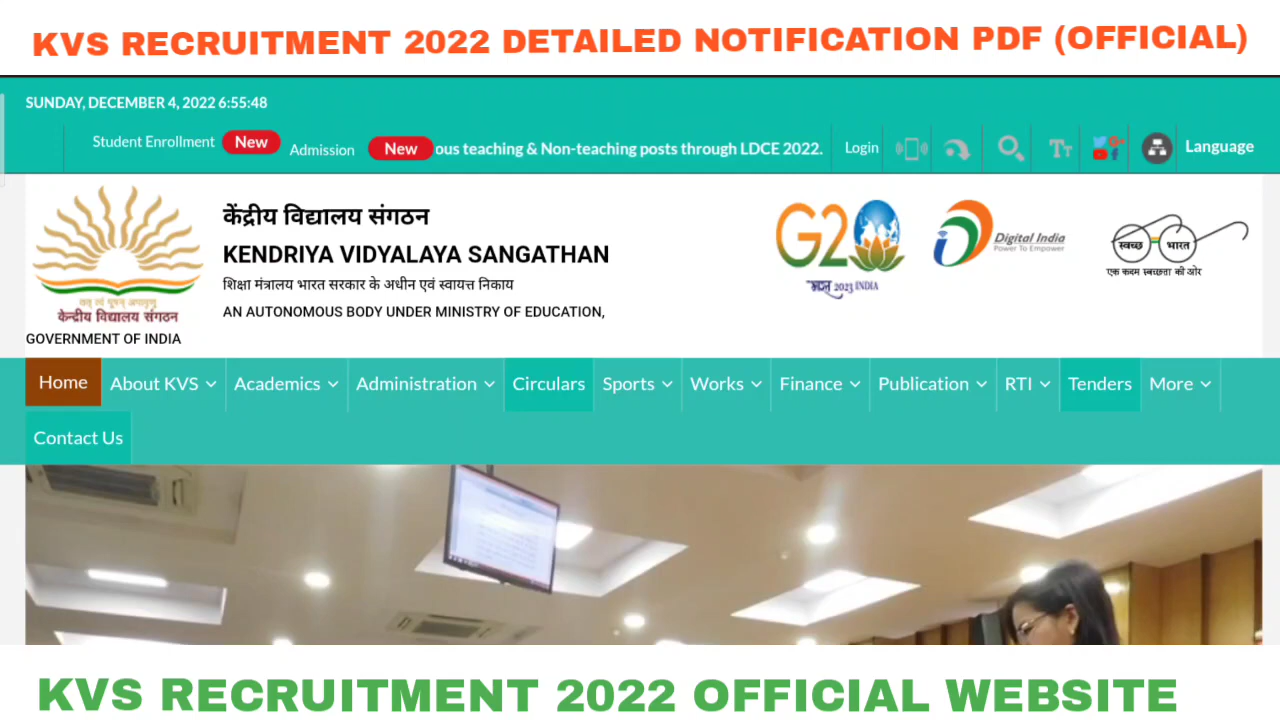 KVS RECRUITMENT 2022 DETAILED NOTIFICATION PDF (OFFICIAL)
SUNDAY, DECEMBER 4, 2022 6:55:48
Student Enrollment New Admission New ous teaching & Non-teaching posts through LDCE 2022. Login Language
केंद्रीय विद्यालय संगठन
KENDRIYA VIDYALAYA SANGATHAN
शिक्षा मंत्रालय भारत सरकार के अधीन एवं स्वायत्त निकाय
AN AUTONOMOUS BODY UNDER MINISTRY OF EDUCATION,
GOVERNMENT OF INDIA
केन्द्रीय विद्यालय संगठन
G20
2023 INDIA
Digital India
Power To Empower
स्वच्छ भारत
एक कदम स्वच्छता की ओर
Home About KVS Academics Administration Circulars Sports Works Finance Publication RTI Tenders More
Contact Us
KVS RECRUITMENT 2022 OFFICIAL WEBSITE